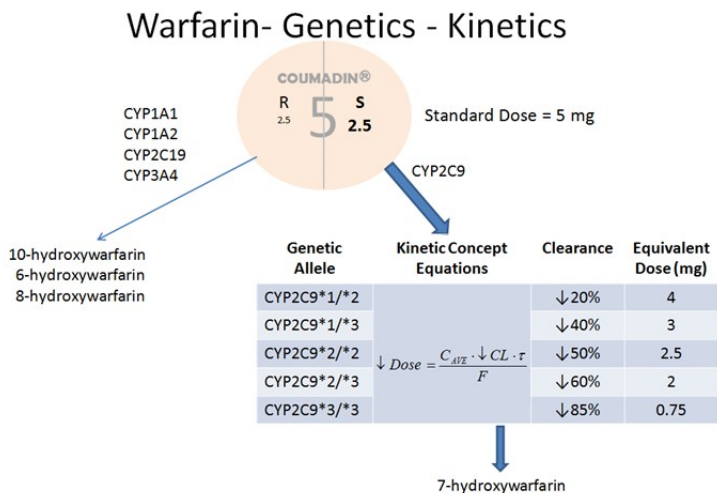 Warfarin- Genetics - Kinetics
COUMADIN®
R
2.5
5
S
2.5
Standard Dose = 5 mg
CYP1A1
CYP1A2
CYP2C19
CYP3A4
CYP2C9
10-hydroxywarfarin
6-hydroxywarfarin
8-hydroxywarfarin
Genetic Allele | Kinetic Concept Equations | Clearance | Equivalent Dose (mg)
CYP2C9*1/*2 ↓20% 4
CYP2C9*1/*3 ↓40% 3
CYP2C9*2/*2 ↓ Dose = C_AVE · ↓ CL · τ / F ↓50% 2.5
CYP2C9*2/*3 ↓60% 2
CYP2C9*3/*3 ↓85% 0.75
7-hydroxywarfarin